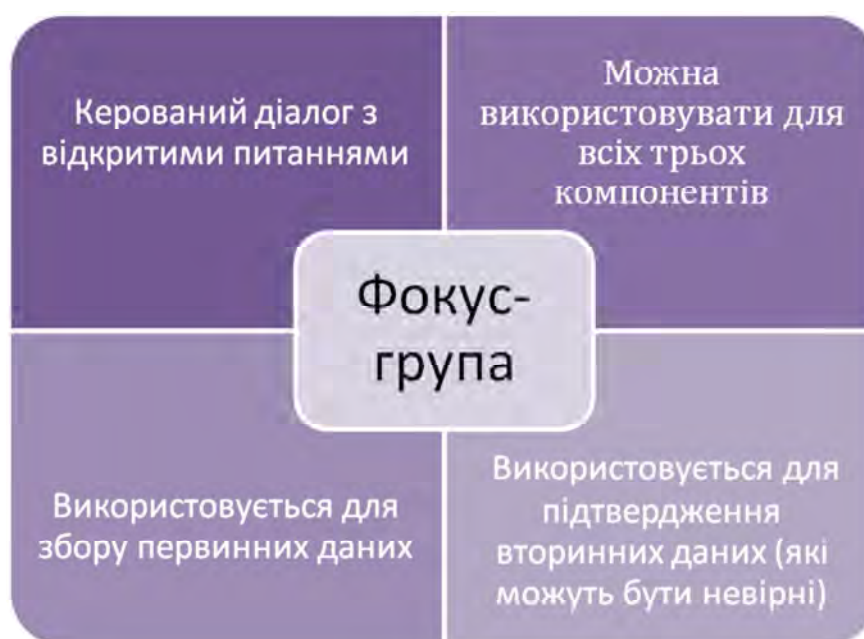 Керований діалог з
відкритими питаннями
Можна
використовувати для
всіх трьох
компонентів
Фокус-
група
Використовується для
збору первинних даних
Використовується для
підтвердження
вторинних даних (які
можуть бути невірні)